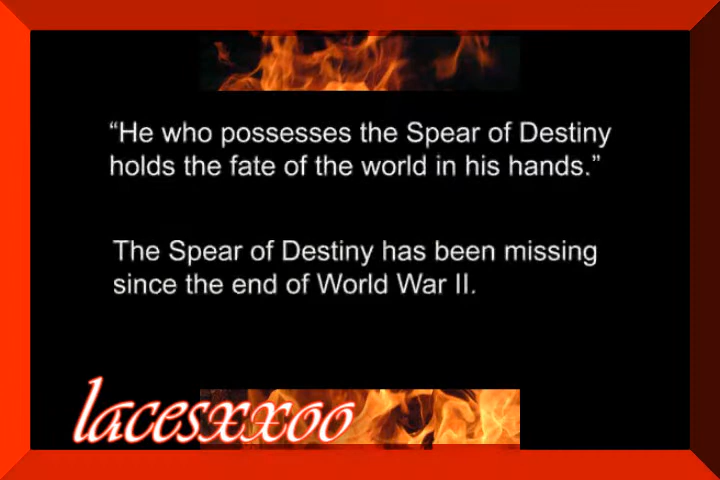 “He who possesses the Spear of Destiny
holds the fate of the world in his hands.”
The Spear of Destiny has been missing
since the end of World War II.
lacesxxoo